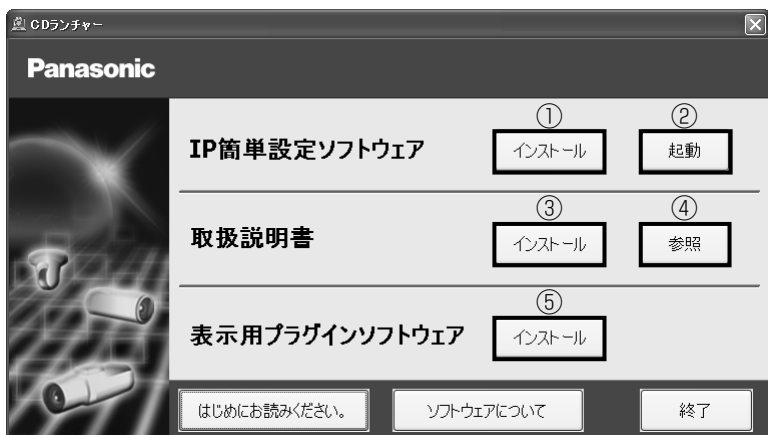 CDランチャー
Panasonic
① ②
IP簡単設定ソフトウェア インストール 起動
③ ④
取扱説明書 インストール 参照
⑤
表示用プラグインソフトウェア インストール
はじめにお読みください。 ソフトウェアについて 終了